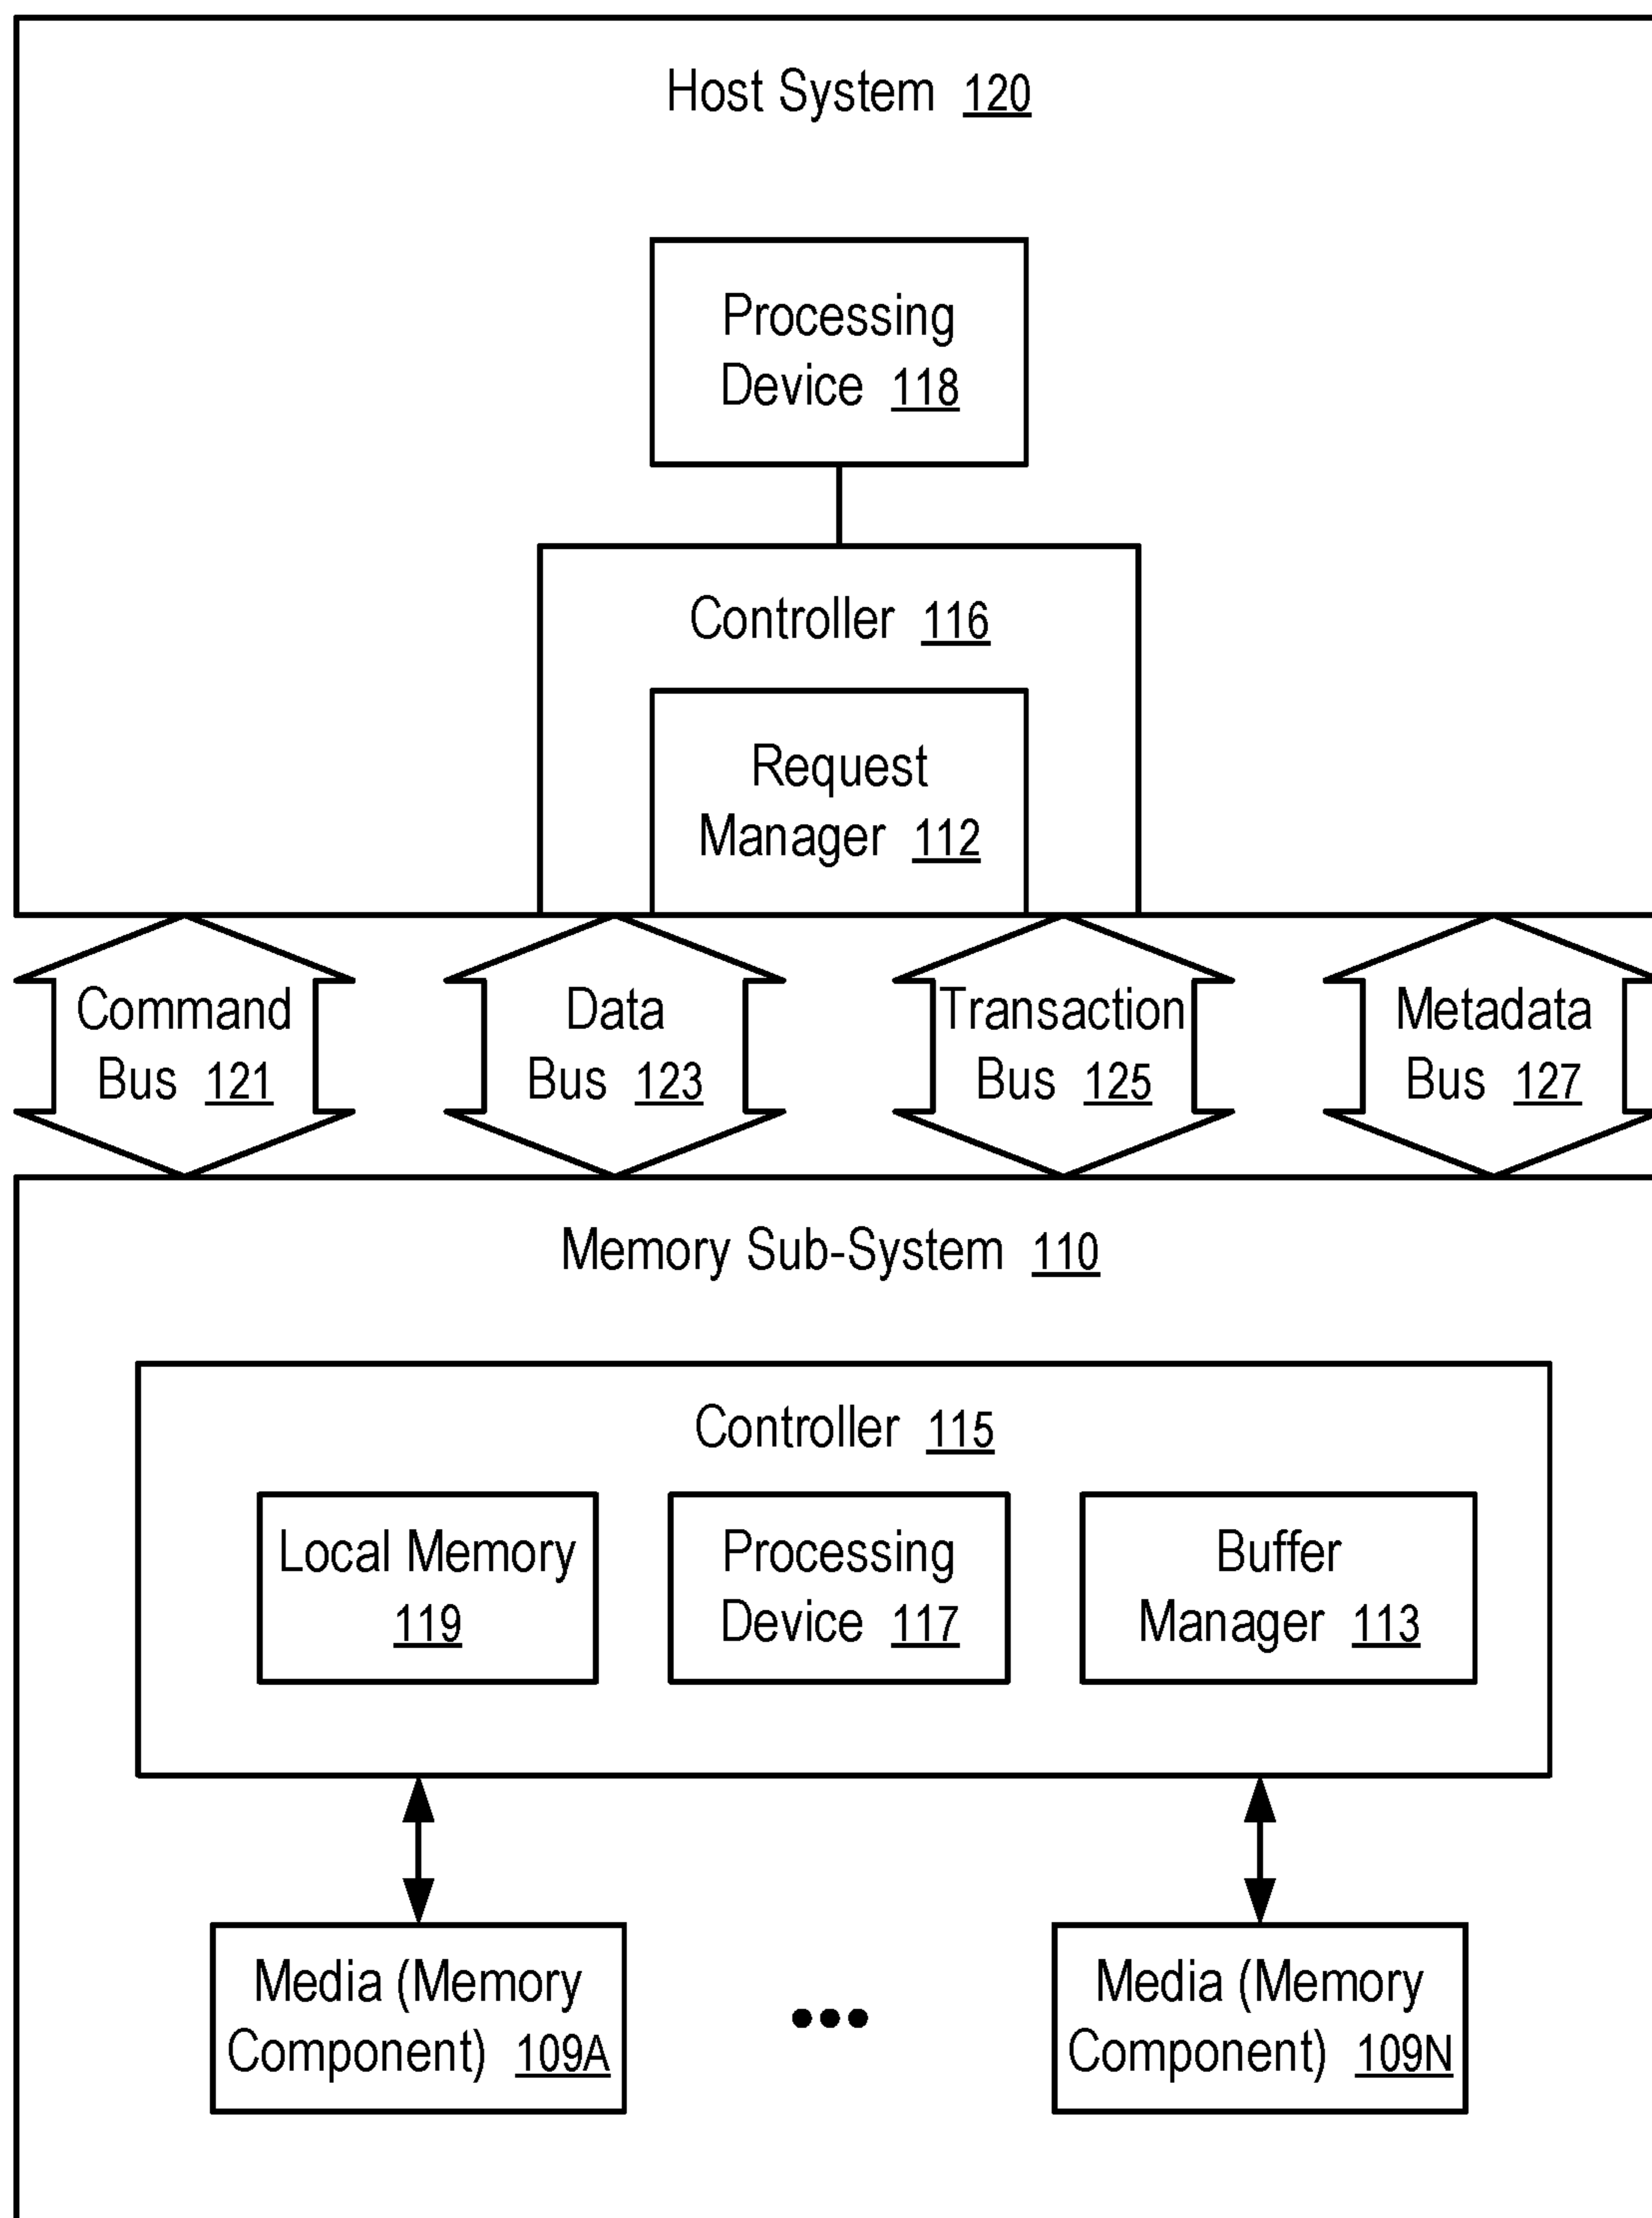 Host System 120
Processing
Device 118
Controller 116
Request
Manager 112
Command
Bus 121
Data
Bus 123
Transaction
Bus 125
Metadata
Bus 127
Memory Sub-System 110
Controller 115
Local Memory
119
Processing
Device 117
Buffer
Manager 113
Media (Memory
Component) 109A
Media (Memory
Component) 109N